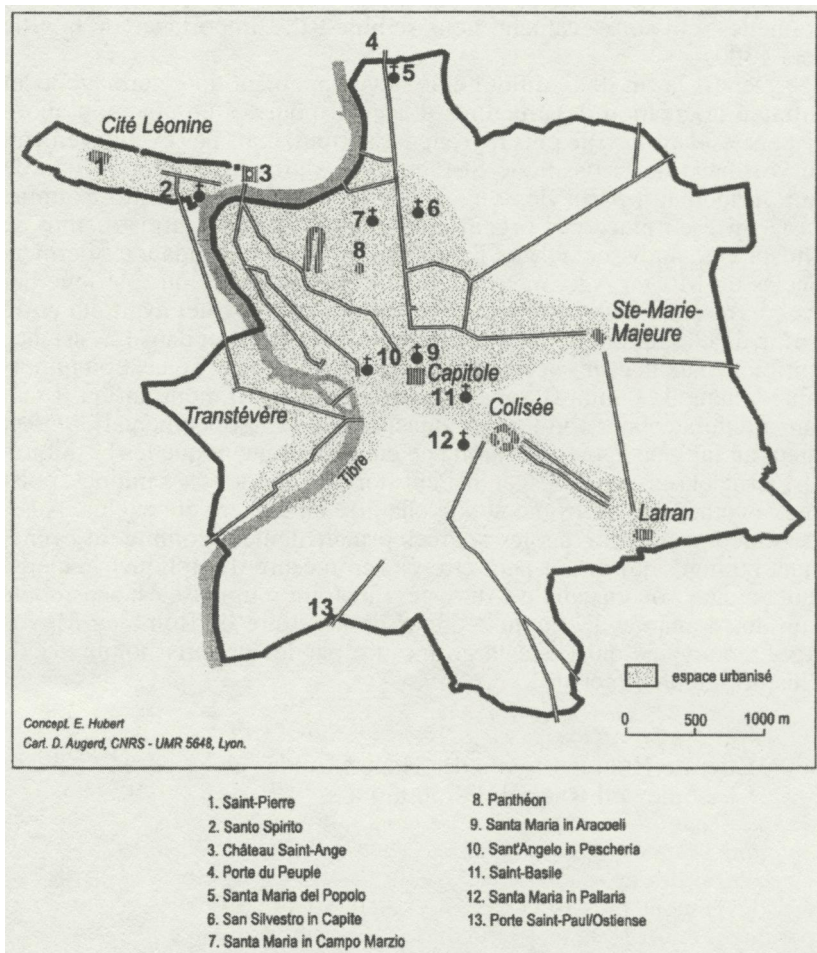 4
5
Cité Léonine
1
2
3
7
6
8
Ste-Marie-
Majeure
10
9
Capitole
11
Transtévère
Colisée
12
Tibre
Latran
13
espace urbanisé
0 500 1000 m
Concept. E. Hubert
Cart. D. Augerd, CNRS - UMR 5648, Lyon.
1. Saint-Pierre
2. Santo Spirito
3. Château Saint-Ange
4. Porte du Peuple
5. Santa Maria del Popolo
6. San Silvestro in Capite
7. Santa Maria in Campo Marzio
8. Panthéon
9. Santa Maria in Aracoeli
10. Sant'Angelo in Pescheria
11. Saint-Basile
12. Santa Maria in Pallaria
13. Porte Saint-Paul/Ostiense